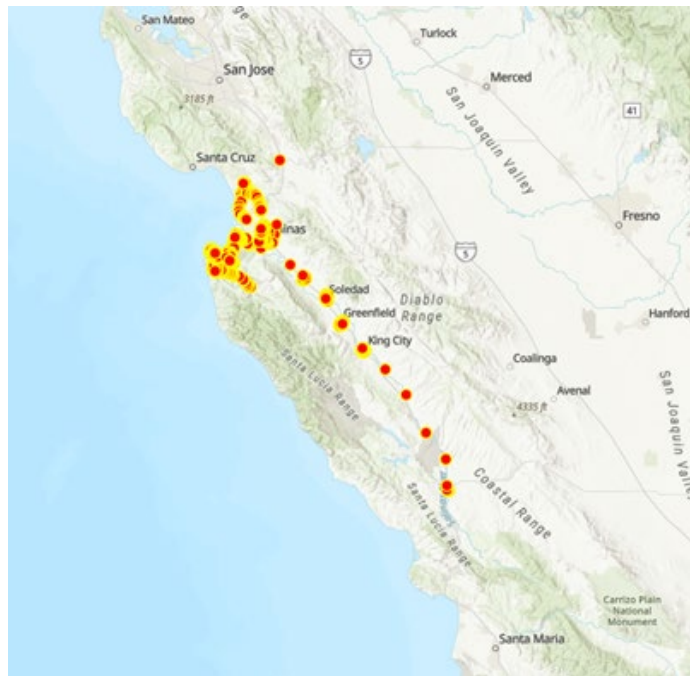 San Mateo
Turlock
5
San Jose
Merced
3185 ft
San Joaquin
Valley
41
Santa Cruz
Fresno
inas
5
Soledad
Diablo
Range
Greenfield
Hanford
King City
Santa Lucia Range
Coalinga
Avenal
4335 ft
San Joaquin Valley
Coastal Range
Santa Lucia Range
Carrizo Plain
National
Monument
Santa Maria